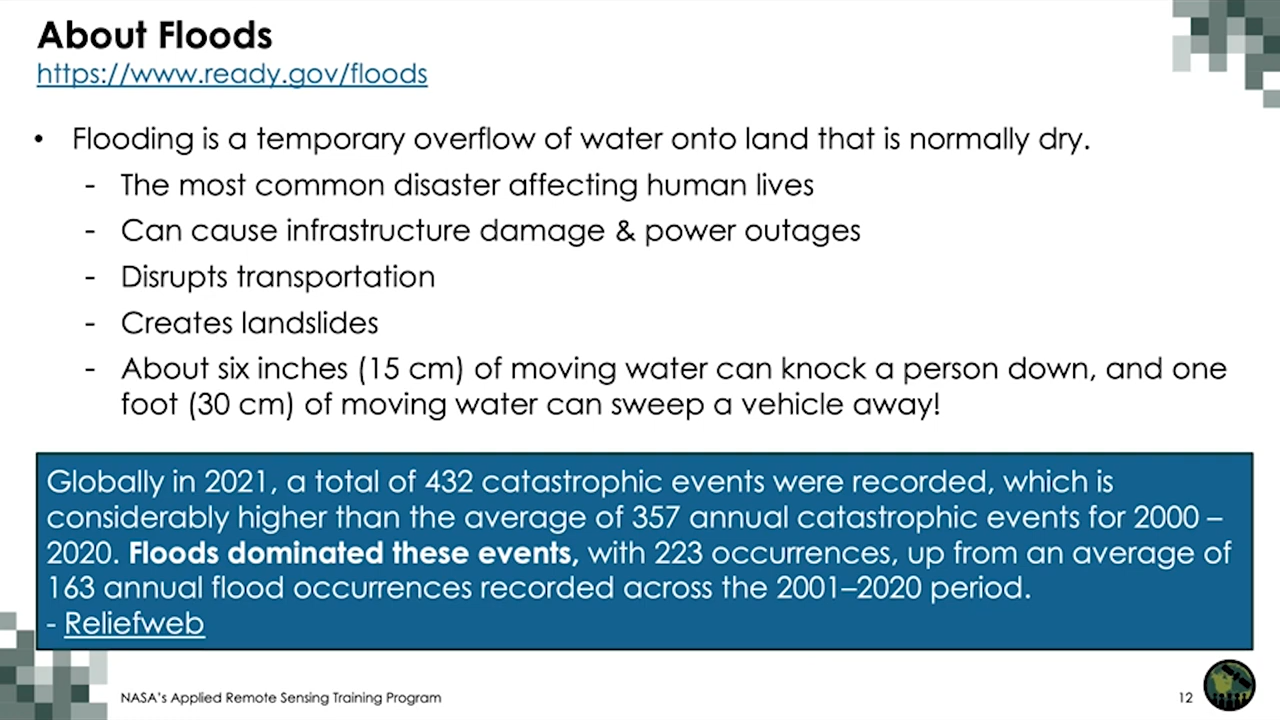 About Floods
https://www.ready.gov/floods
• Flooding is a temporary overflow of water onto land that is normally dry.
- The most common disaster affecting human lives
- Can cause infrastructure damage & power outages
- Disrupts transportation
- Creates landslides
- About six inches (15 cm) of moving water can knock a person down, and one
foot (30 cm) of moving water can sweep a vehicle away!
Globally in 2021, a total of 432 catastrophic events were recorded, which is
considerably higher than the average of 357 annual catastrophic events for 2000 –
2020. Floods dominated these events, with 223 occurrences, up from an average of
163 annual flood occurrences recorded across the 2001–2020 period.
- Reliefweb
NASA's Applied Remote Sensing Training Program
12